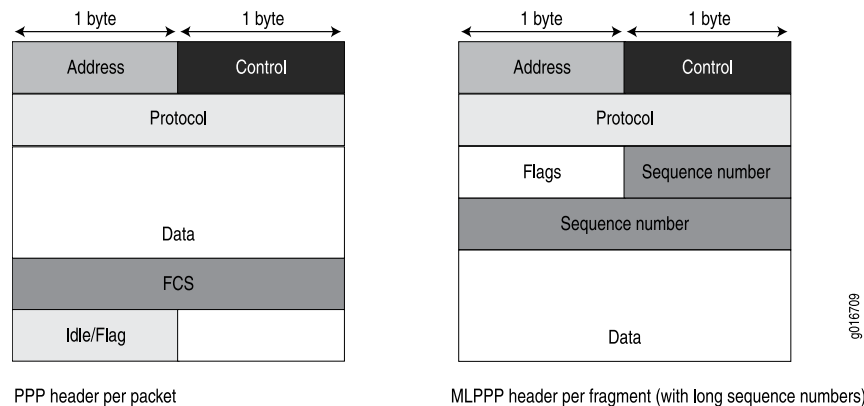 1 byte 1 byte
Address Control
Protocol
Data
FCS
Idle/Flag
PPP header per packet
1 byte 1 byte
Address Control
Protocol
Flags Sequence number
Sequence number
Data
MLPPP header per fragment (with long sequence numbers)
g016709